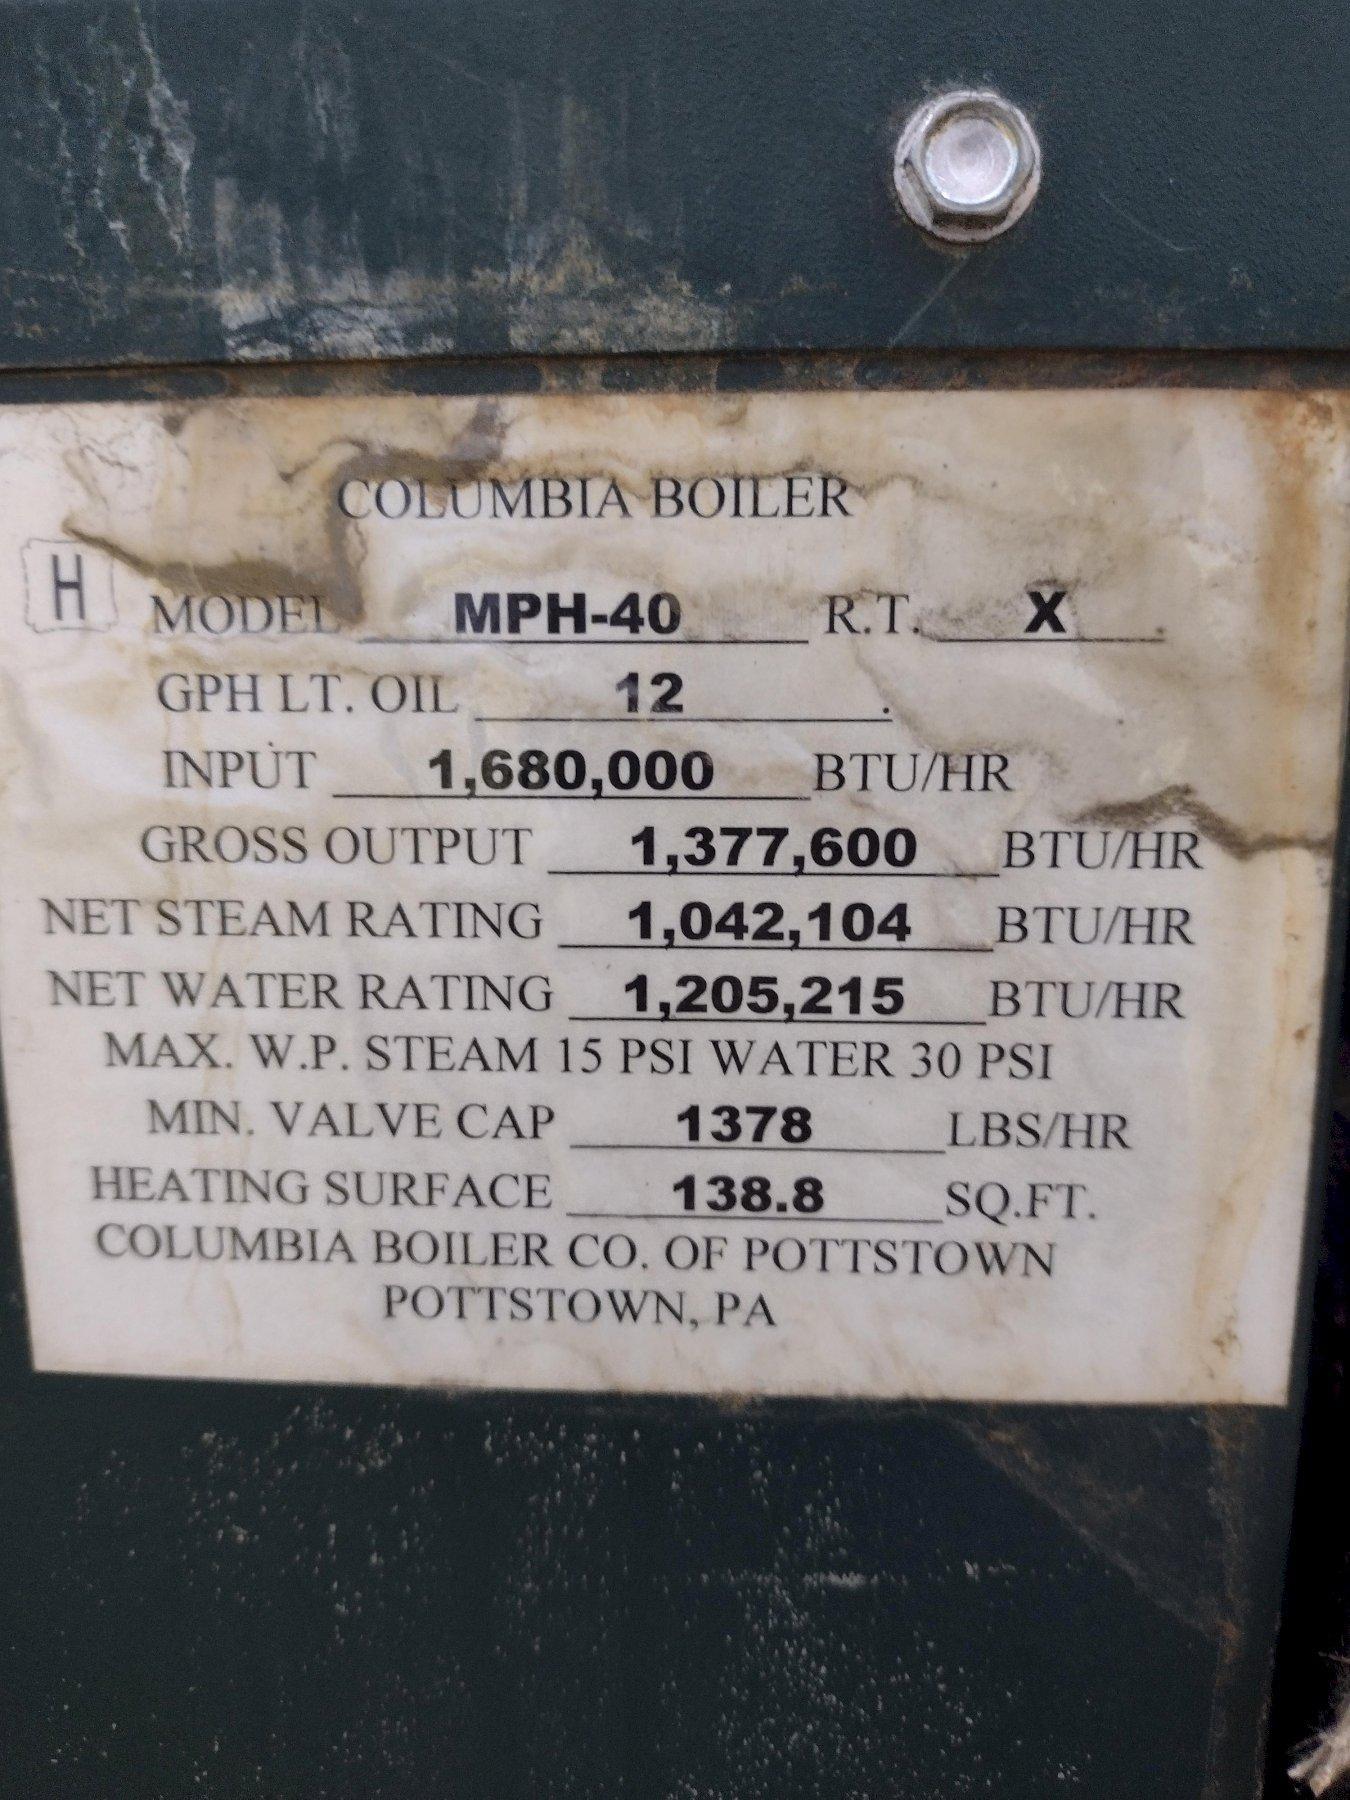 COLUMBIA BOILER
H MODEL MPH-40 R.T. X
GPH LT. OIL 12
INPUT 1,680,000 BTU/HR
GROSS OUTPUT 1,377,600 BTU/HR
NET STEAM RATING 1,042,104 BTU/HR
NET WATER RATING 1,205,215 BTU/HR
MAX. W.P. STEAM 15 PSI WATER 30 PSI
MIN. VALVE CAP 1378 LBS/HR
HEATING SURFACE 138.8 SQ.FT.
COLUMBIA BOILER CO. OF POTTSTOWN
POTTSTOWN, PA